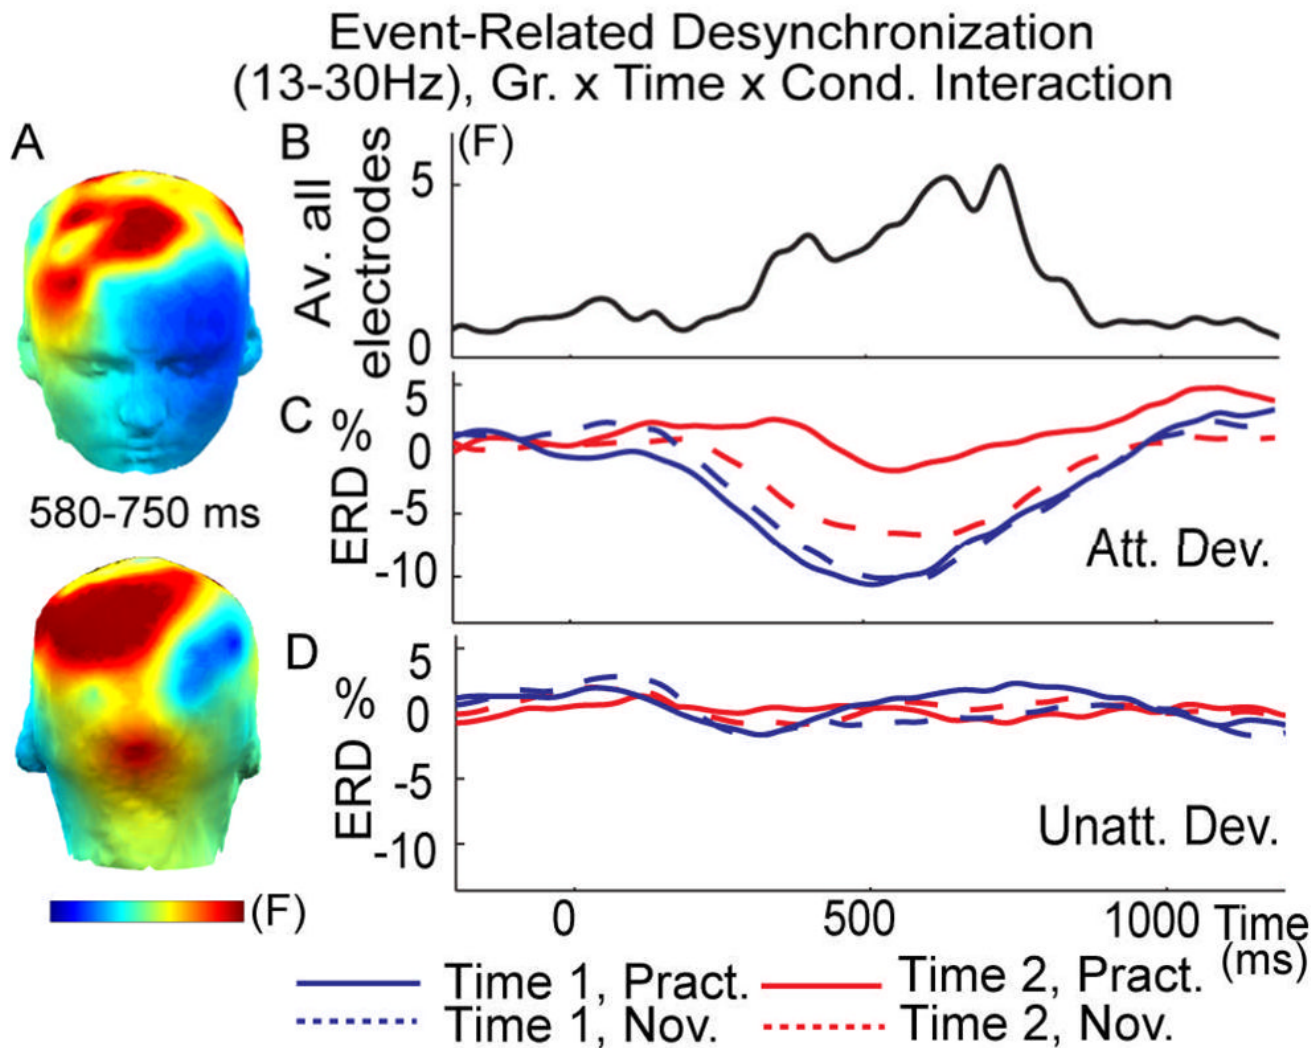 Event-Related Desynchronization
(13-30Hz), Gr. x Time x Cond. Interaction
A
580-750 ms
(F)
B
Av. all
electrodes
(F)
5
0
C
ERD %
5
0
-5
-10
Att. Dev.
D
ERD %
5
0
-5
-10
Unatt. Dev.
0 500 1000 Time
(ms)
Time 1, Pract. Time 2, Pract.
Time 1, Nov. Time 2, Nov.